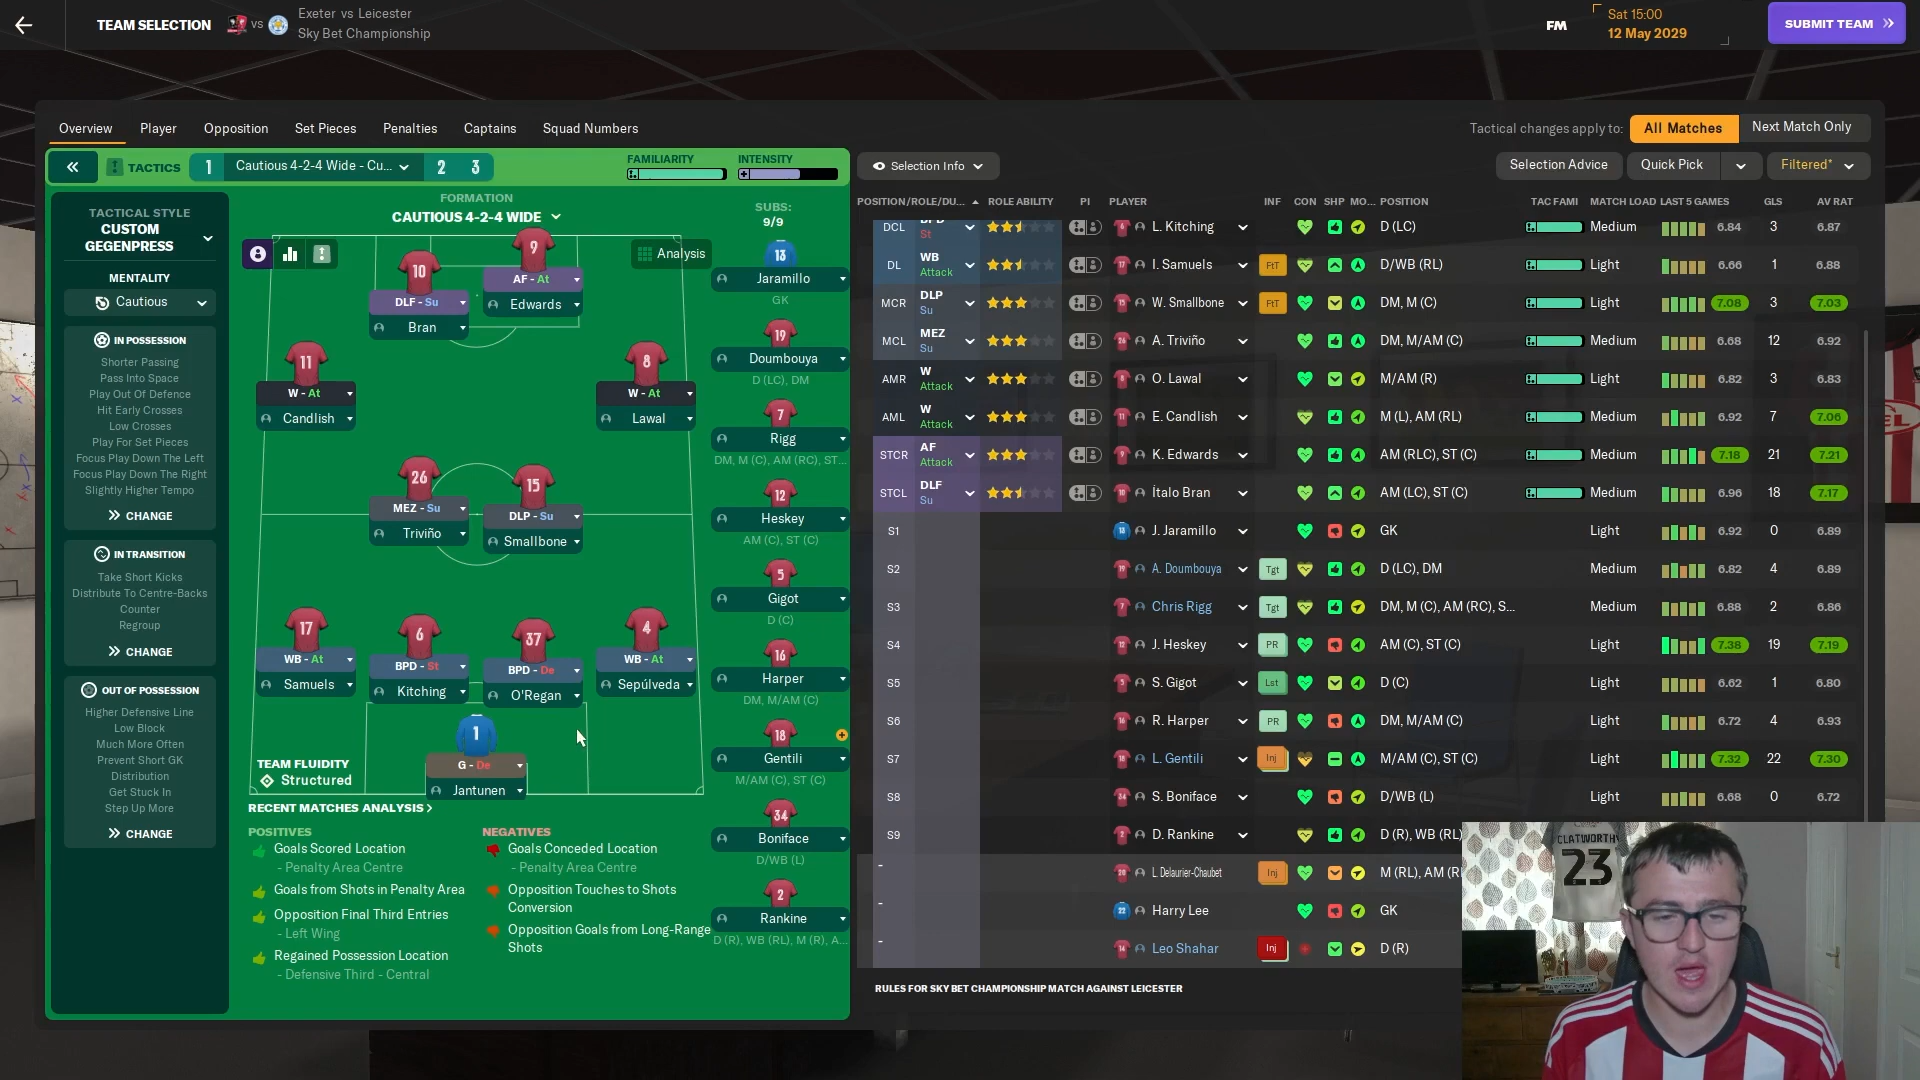 TEAM SELECTION
vs
Exeter vs Leicester
Sky Bet Championship
FM
Sat 15:00
12 May 2029
SUBMIT TEAM
Overview
Player
Opposition
Set Pieces
Penalties
Captains
Squad Numbers
Tactical changes apply to:
All Matches
Next Match Only
TACTICS
1
Cautious 4-2-4 Wide - Cu...
2
3
FAMILIARITY
INTENSITY
Selection Info
Selection Advice
Quick Pick
Filtered*
TACTICAL STYLE
CUSTOM
GEGENPRESS
MENTALITY
Cautious
IN POSSESSION
Shorter Passing
Pass Into Space
Play Out Of Defence
Hit Early Crosses
Low Crosses
Play For Set Pieces
Focus Play Down The Left
Focus Play Down The Right
Slightly Higher Tempo
CHANGE
IN TRANSITION
Take Short Kicks
Distribute To Centre-Backs
Counter
Regroup
CHANGE
OUT OF POSSESSION
Higher Defensive Line
Low Block
Much More Often
Prevent Short GK
Distribution
Get Stuck In
Step Up More
CHANGE
FORMATION
CAUTIOUS 4-2-4 WIDE
Analysis
10
DLF - Su
Bran
9
AF - At
Edwards
11
W - At
Candlish
8
W - At
Lawal
26
MEZ - Su
Triviño
15
DLP - Su
Smallbone
17
WB - At
Samuels
6
BPD - St
Kitching
37
BPD - De
O'Regan
4
WB - At
Sepúlveda
1
G - De
Jantunen
TEAM FLUIDITY
Structured
SUBS:
9/9
13
Jaramillo
GK
19
Doumbouya
D (LC), DM
7
Rigg
DM, M (C), AM (RC), ST...
12
Heskey
AM (C), ST (C)
5
Gigot
D (C)
16
Harper
DM, M/AM (C)
18
Gentili
M/AM (C), ST (C)
34
Boniface
D/WB (L)
2
Rankine
D (R), WB (RL), M (R), A...
RECENT MATCHES ANALYSIS
POSITIVES
Goals Scored Location
- Penalty Area Centre
Goals from Shots in Penalty Area
Opposition Final Third Entries
- Left Wing
Regained Possession Location
- Defensive Third - Central
NEGATIVES
Goals Conceded Location
- Penalty Area Centre
Opposition Touches to Shots
Conversion
Opposition Goals from Long-Range
Shots
POSITION/ROLE/DU... ROLE ABILITY PI PLAYER INF CON SHP MO... POSITION TAC FAMI MATCH LOAD LAST 5 GAMES GLS AV RAT
DCL BPD St L. Kitching D (LC) Medium 6.84 3 6.87
DL WB Attack I. Samuels FtT D/WB (RL) Light 6.66 1 6.88
MCR DLP Su W. Smallbone FtT DM, M (C) Light 7.08 3 7.03
MCL MEZ Su A. Triviño DM, M/AM (C) Medium 6.68 12 6.92
AMR W Attack O. Lawal M/AM (R) Light 6.82 3 6.83
AML W Attack E. Candlish M (L), AM (RL) Medium 6.92 7 7.06
STCR AF Attack K. Edwards AM (RLC), ST (C) Medium 7.18 21 7.21
STCL DLF Su Ítalo Bran AM (LC), ST (C) Medium 6.96 18 7.17
S1 J. Jaramillo GK Light 6.92 0 6.89
S2 A. Doumbouya Tgt D (LC), DM Medium 6.82 4 6.89
S3 Chris Rigg Tgt DM, M (C), AM (RC), S... Medium 6.88 2 6.86
S4 J. Heskey PR AM (C), ST (C) Light 7.38 19 7.19
S5 S. Gigot Lst D (C) Light 6.62 1 6.80
S6 R. Harper PR DM, M/AM (C) Light 6.72 4 6.93
S7 L. Gentili Inj M/AM (C), ST (C) Light 7.32 22 7.30
S8 S. Boniface D/WB (L) Light 6.68 0 6.72
S9 D. Rankine D (R), WB (RL)
- L Delaurier-Chaubet Inj M (RL), AM (R
- Harry Lee GK
- Leo Shahar Inj D (R)
RULES FOR SKY BET CHAMPIONSHIP MATCH AGAINST LEICESTER
CLATWORTHY
23